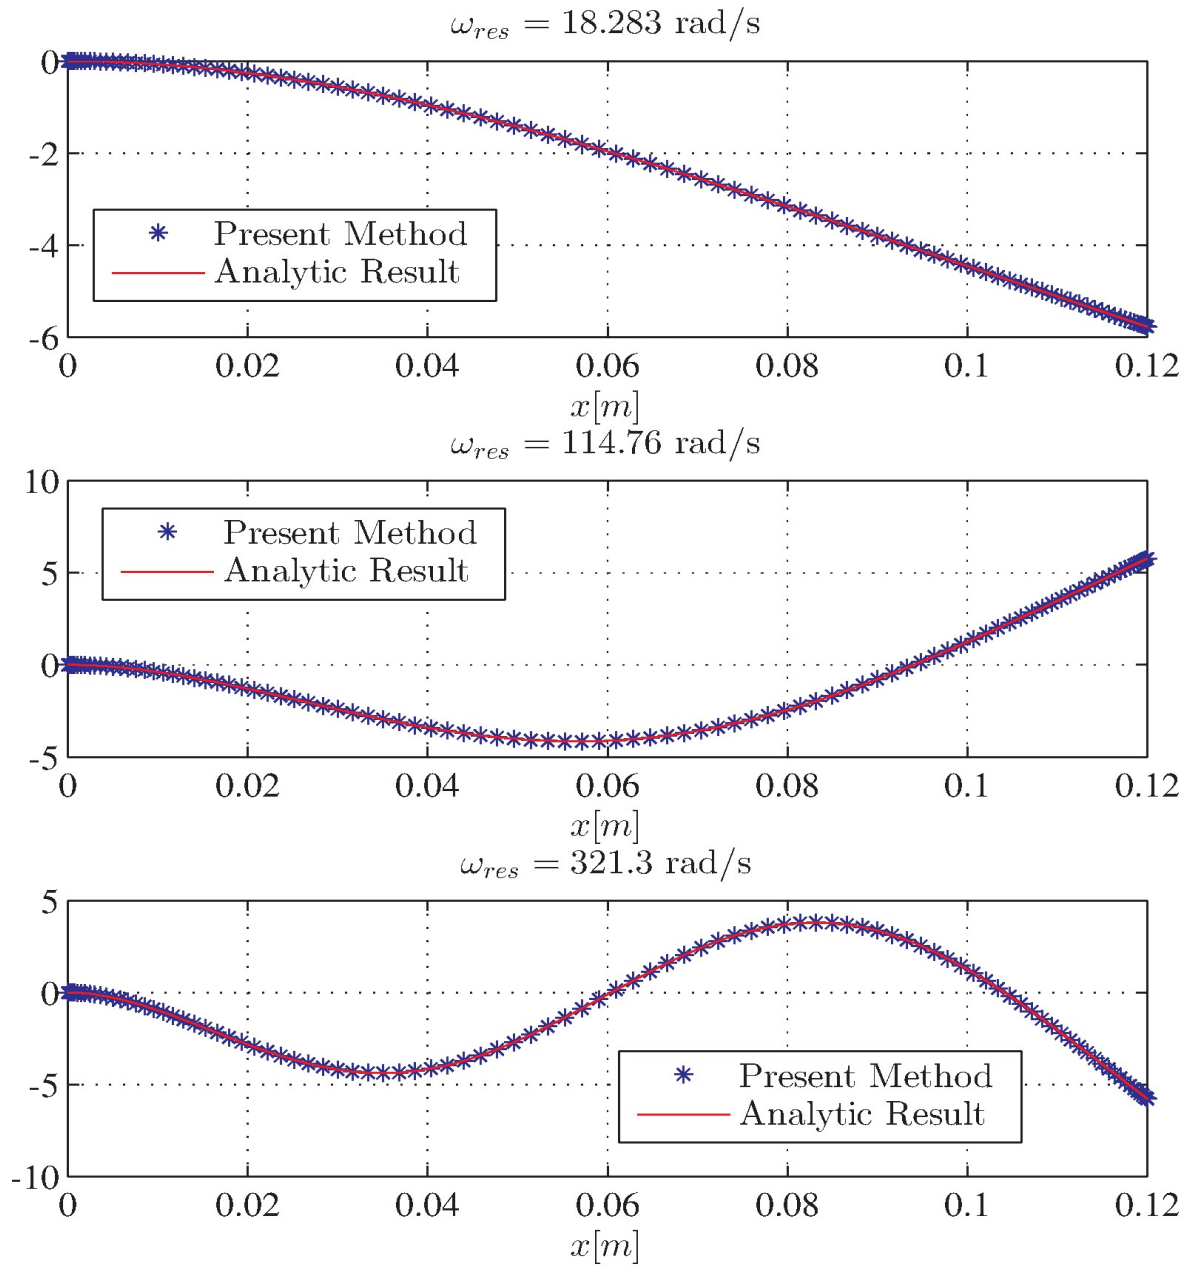 ω_res = 18.283 rad/s
0
-2
-4
-6
Present Method
Analytic Result
0 0.02 0.04 0.06 0.08 0.1 0.12
x[m]
ω_res = 114.76 rad/s
10
5
0
-5
Present Method
Analytic Result
0 0.02 0.04 0.06 0.08 0.1 0.12
x[m]
ω_res = 321.3 rad/s
5
0
-5
-10
Present Method
Analytic Result
0 0.02 0.04 0.06 0.08 0.1 0.12
x[m]